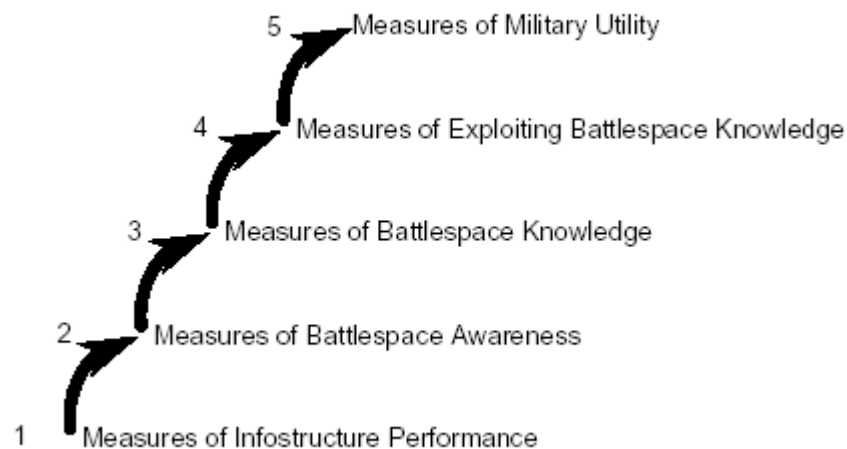 5 Measures of Military Utility
4 Measures of Exploiting Battlespace Knowledge
3 Measures of Battlespace Knowledge
2 Measures of Battlespace Awareness
1 Measures of Infostructure Performance